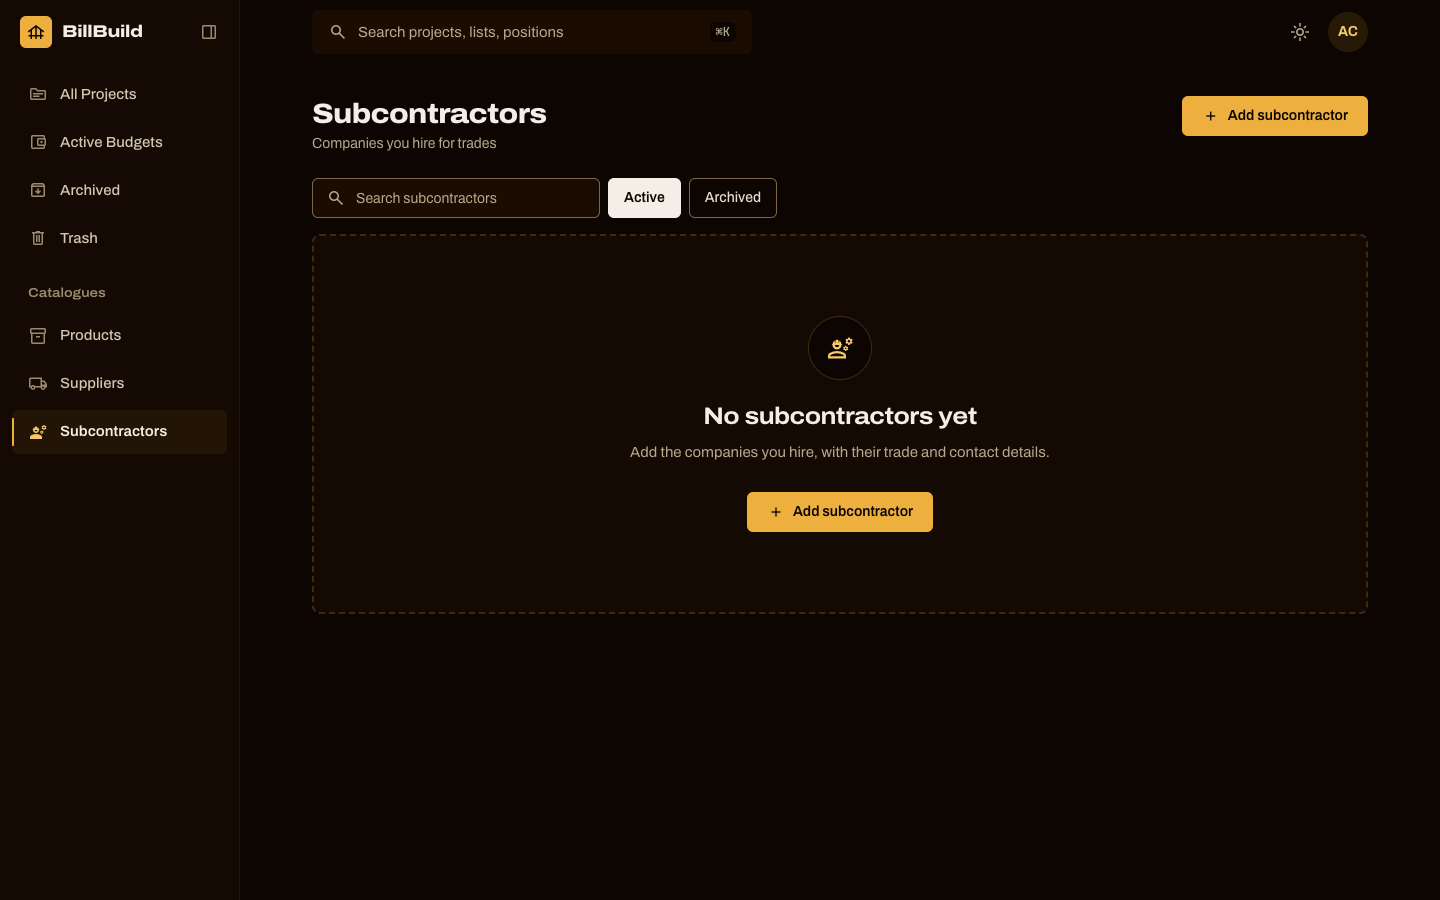 BillBuild
Search projects, lists, positions
⌘K
AC
All Projects
Active Budgets
Archived
Trash
Catalogues
Products
Suppliers
Subcontractors
Subcontractors
Companies you hire for trades
Add subcontractor
Search subcontractors
Active
Archived
No subcontractors yet
Add the companies you hire, with their trade and contact details.
Add subcontractor